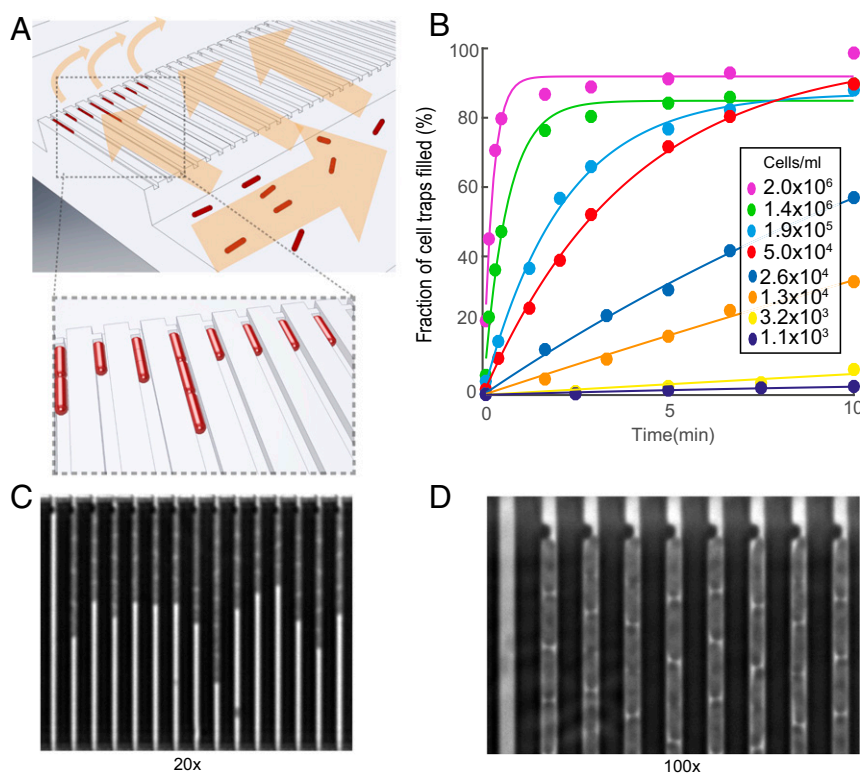 A
B
Fraction of cell traps filled (%)
100
80
60
40
20
0
0
5
10
Time(min)
Cells/ml
2.0x10⁶
1.4x10⁶
1.9x10⁵
5.0x10⁴
2.6x10⁴
1.3x10⁴
3.2x10³
1.1x10³
C
20x
D
100x